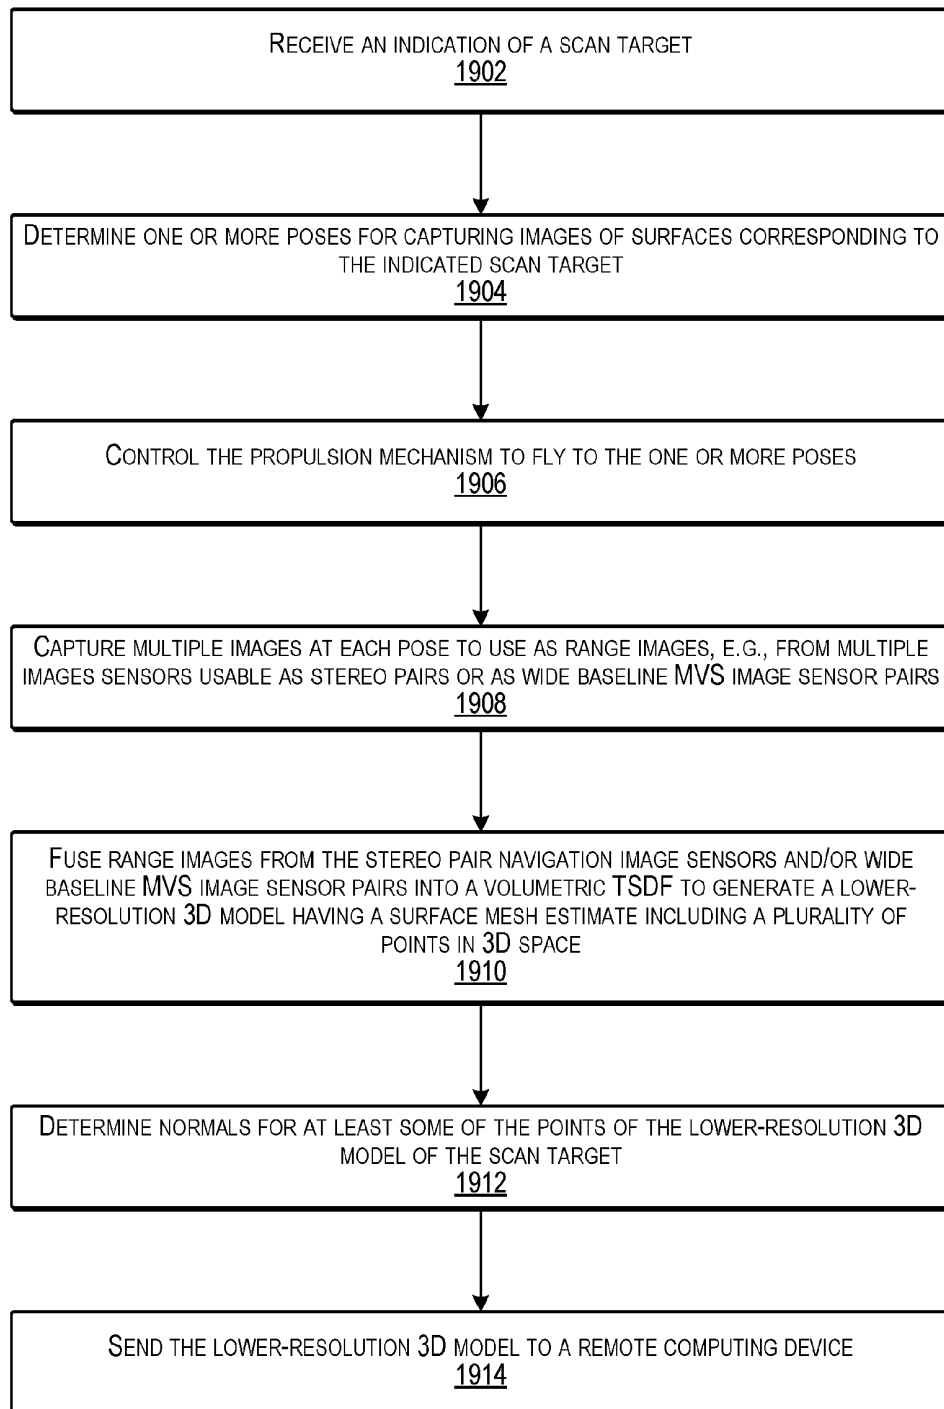 RECEIVE AN INDICATION OF A SCAN TARGET
1902
DETERMINE ONE OR MORE POSES FOR CAPTURING IMAGES OF SURFACES CORRESPONDING TO
THE INDICATED SCAN TARGET
1904
CONTROL THE PROPULSION MECHANISM TO FLY TO THE ONE OR MORE POSES
1906
CAPTURE MULTIPLE IMAGES AT EACH POSE TO USE AS RANGE IMAGES, E.G., FROM MULTIPLE
IMAGES SENSORS USABLE AS STEREO PAIRS OR AS WIDE BASELINE MVS IMAGE SENSOR PAIRS
1908
FUSE RANGE IMAGES FROM THE STEREO PAIR NAVIGATION IMAGE SENSORS AND/OR WIDE
BASELINE MVS IMAGE SENSOR PAIRS INTO A VOLUMETRIC TSDF TO GENERATE A LOWER-
RESOLUTION 3D MODEL HAVING A SURFACE MESH ESTIMATE INCLUDING A PLURALITY OF
POINTS IN 3D SPACE
1910
DETERMINE NORMALS FOR AT LEAST SOME OF THE POINTS OF THE LOWER-RESOLUTION 3D
MODEL OF THE SCAN TARGET
1912
SEND THE LOWER-RESOLUTION 3D MODEL TO A REMOTE COMPUTING DEVICE
1914